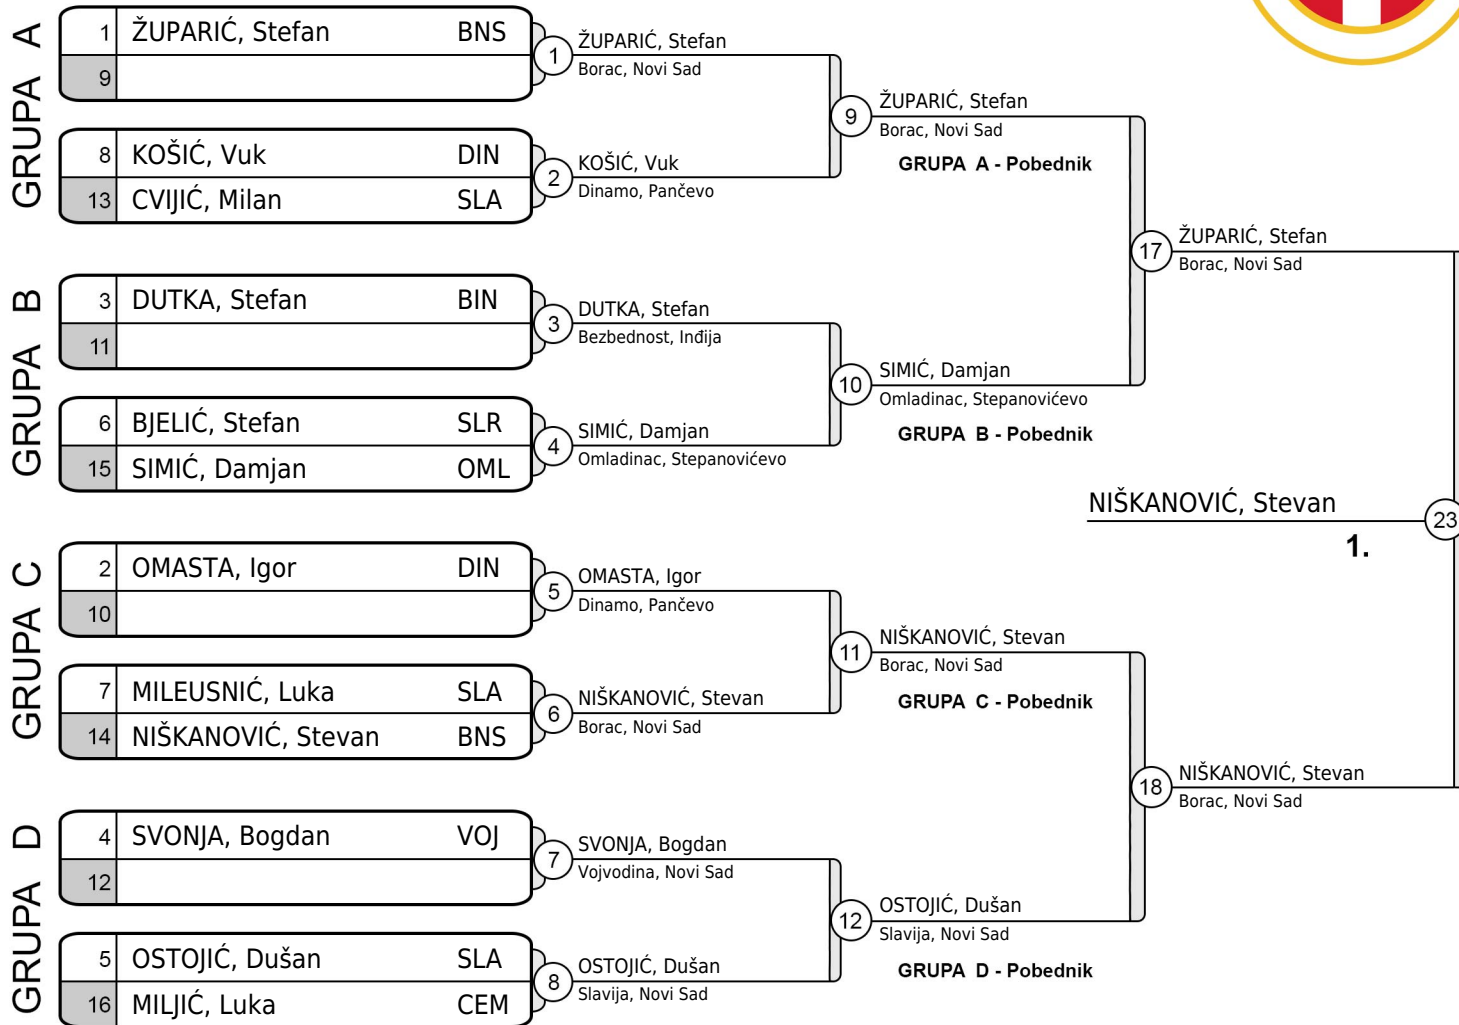 GRUPA A
1 ŽUPARIĆ, Stefan BNS
9
8 KOŠIĆ, Vuk DIN
13 CVIJIĆ, Milan SLA
GRUPA B
3 DUTKA, Stefan BIN
11
6 BJELIĆ, Stefan SLR
15 SIMIĆ, Damjan OML
GRUPA C
2 OMASTA, Igor DIN
10
7 MILEUSNIĆ, Luka SLA
14 NIŠKANOVIĆ, Stevan BNS
GRUPA D
4 SVONJA, Bogdan VOJ
12
5 OSTOJIĆ, Dušan SLA
16 MILJIĆ, Luka CEM
1
ŽUPARIĆ, Stefan
Borac, Novi Sad
2
KOŠIĆ, Vuk
Dinamo, Pančevo
3
DUTKA, Stefan
Bezbednost, Inđija
4
SIMIĆ, Damjan
Omladinac, Stepanovićevo
5
OMASTA, Igor
Dinamo, Pančevo
6
NIŠKANOVIĆ, Stevan
Borac, Novi Sad
7
SVONJA, Bogdan
Vojvodina, Novi Sad
8
OSTOJIĆ, Dušan
Slavija, Novi Sad
9
ŽUPARIĆ, Stefan
Borac, Novi Sad
GRUPA A - Pobednik
10
SIMIĆ, Damjan
Omladinac, Stepanovićevo
GRUPA B - Pobednik
11
NIŠKANOVIĆ, Stevan
Borac, Novi Sad
GRUPA C - Pobednik
12
OSTOJIĆ, Dušan
Slavija, Novi Sad
GRUPA D - Pobednik
17
ŽUPARIĆ, Stefan
Borac, Novi Sad
18
NIŠKANOVIĆ, Stevan
Borac, Novi Sad
NIŠKANOVIĆ, Stevan
23
1.